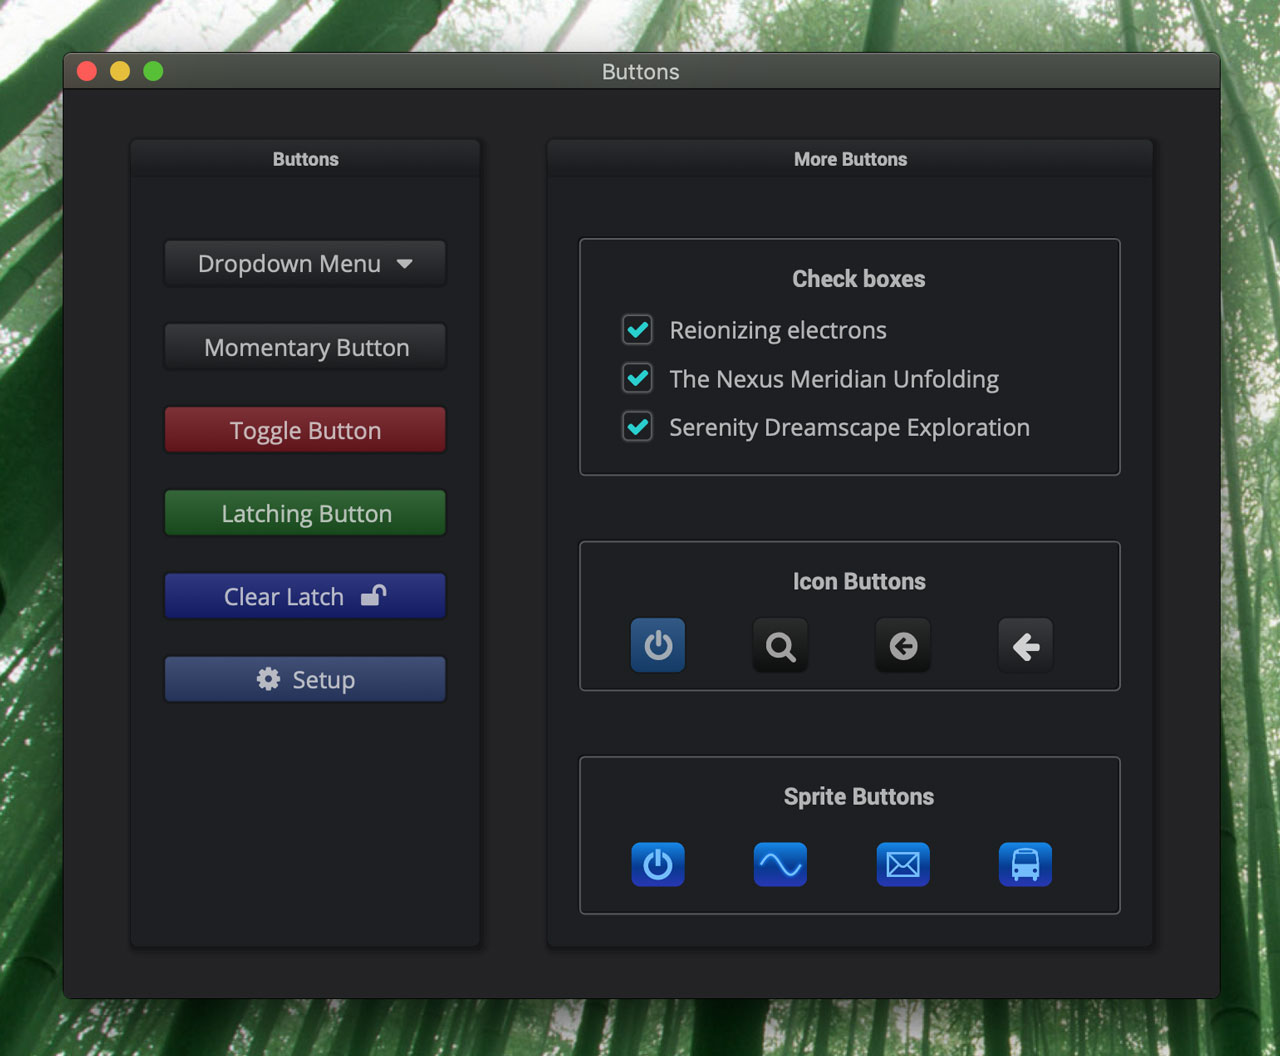 Buttons
Buttons
Dropdown Menu
Momentary Button
Toggle Button
Latching Button
Clear Latch
Setup
More Buttons
Check boxes
Reionizing electrons
The Nexus Meridian Unfolding
Serenity Dreamscape Exploration
Icon Buttons
Sprite Buttons